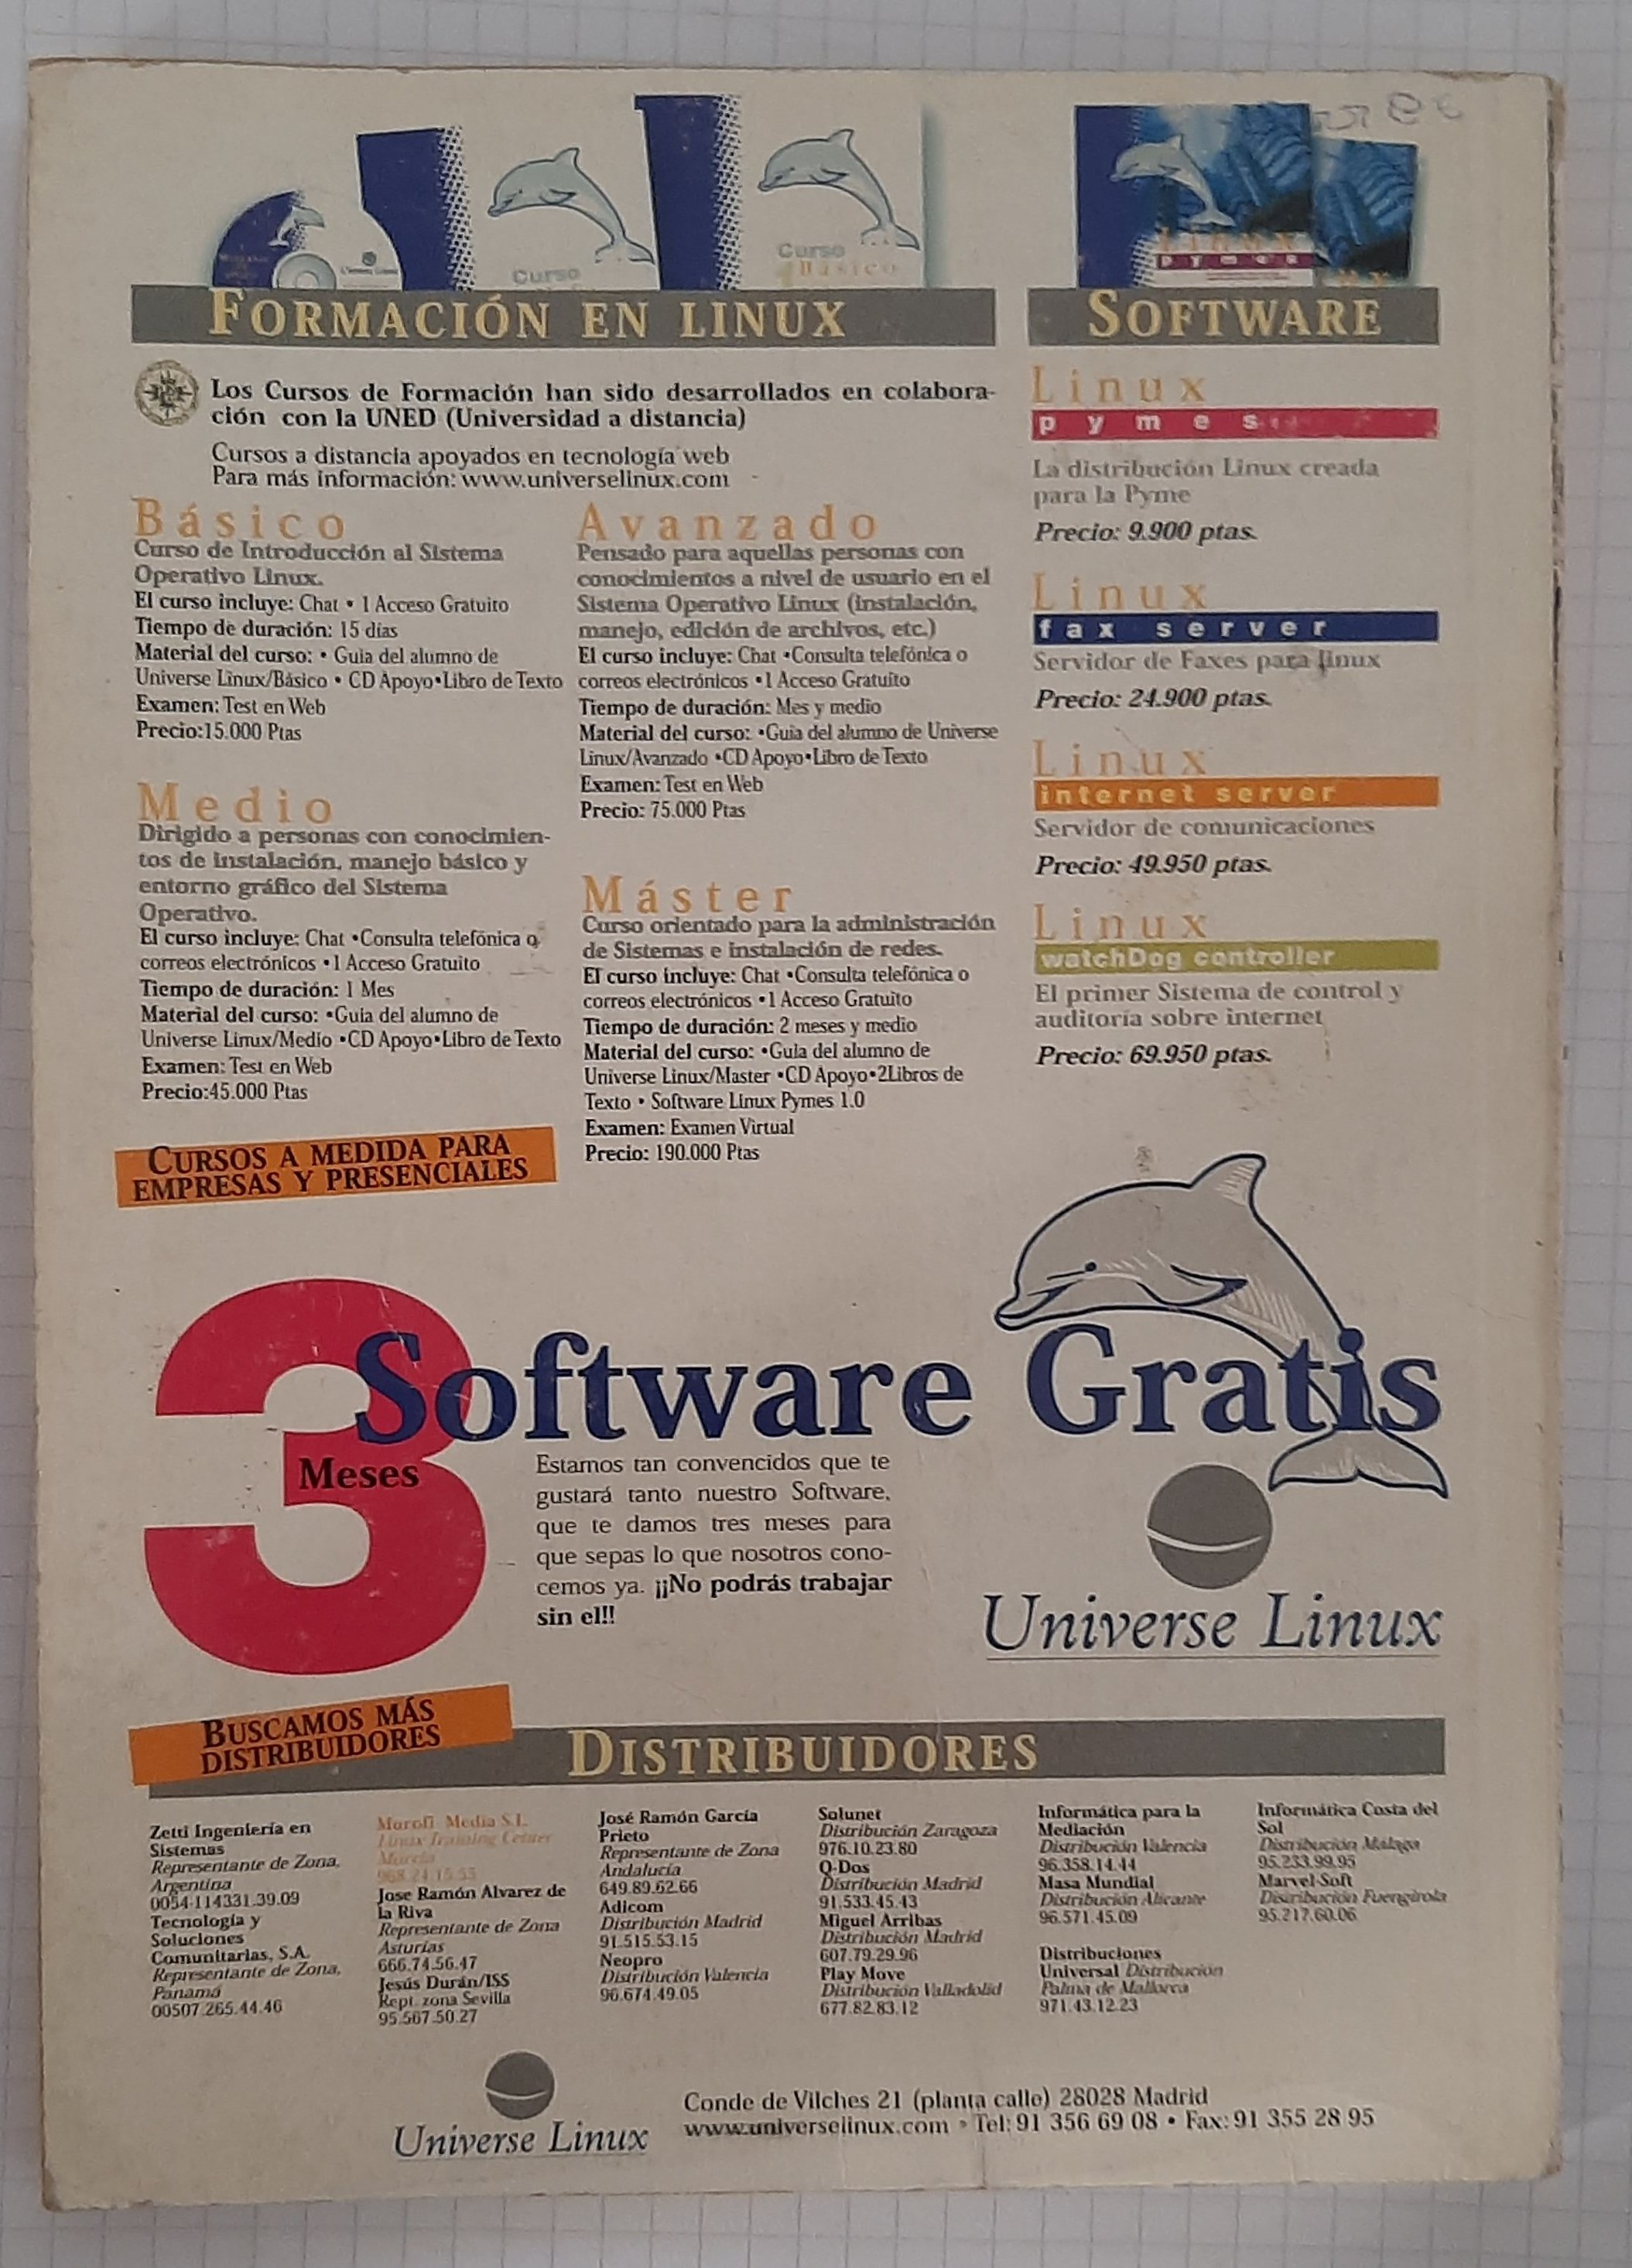 Curso
Curso
Básico
Linux
pymes
FORMACIÓN EN LINUX
Los Cursos de Formación han sido desarrollados en colabora-
ción con la UNED (Universidad a distancia)
Cursos a distancia apoyados en tecnología web
Para más información: www.universelinux.com
Básico
Curso de Introducción al Sistema
Operativo Linux.
El curso incluye: Chat • 1 Acceso Gratuito
Tiempo de duración: 15 días
Material del curso: • Guía del alumno de
Universe Linux/Básico • CD Apoyo•Libro de Texto
Examen: Test en Web
Precio:15.000 Ptas
Medio
Dirigido a personas con conocimien-
tos de instalación, manejo básico y
entorno gráfico del Sistema
Operativo.
El curso incluye: Chat •Consulta telefónica o
correos electrónicos •1 Acceso Gratuito
Tiempo de duración: 1 Mes
Material del curso: •Guia del alumno de
Universe Linux/Medio •CD Apoyo•Libro de Texto
Examen: Test en Web
Precio:45.000 Ptas
CURSOS A MEDIDA PARA
EMPRESAS Y PRESENCIALES
Avanzado
Pensado para aquellas personas con
conocimientos a nivel de usuario en el
Sistema Operativo Linux (instalación,
manejo, edición de archivos, etc.)
El curso incluye: Chat •Consulta telefónica o
correos electrónicos •1 Acceso Gratuito
Tiempo de duración: Mes y medio
Material del curso: •Guia del alumno de Universe
Linux/Avanzado •CD Apoyo•Libro de Texto
Examen: Test en Web
Precio: 75.000 Ptas
Máster
Curso orientado para la administración
de Sistemas e instalación de redes.
El curso incluye: Chat •Consulta telefónica o
correos electrónicos •1 Acceso Gratuito
Tiempo de duración: 2 meses y medio
Material del curso: •Guia del alumno de
Universe Linux/Master •CD Apoyo•2Libros de
Texto • Software Linux Pymes 1.0
Examen: Examen Virtual
Precio: 190.000 Ptas
SOFTWARE
Linux
pymes
La distribución Linux creada
para la Pyme
Precio: 9.900 ptas.
Linux
fax server
Servidor de Faxes para linux
Precio: 24.900 ptas.
Linux
internet server
Servidor de comunicaciones
Precio: 49.950 ptas.
Linux
watchDog controller
El primer Sistema de control y
auditoría sobre internet
Precio: 69.950 ptas.
3 Software Gratis
Meses
Estamos tan convencidos que te
gustará tanto nuestro Software,
que te damos tres meses para
que sepas lo que nosotros cono-
cemos ya. ¡¡No podrás trabajar
sin el!!
Universe Linux
BUSCAMOS MÁS
DISTRIBUIDORES
DISTRIBUIDORES
Zetti Ingeniería en
Sistemas
Representante de Zona,
Argentina
0054-114331.39.09
Tecnología y
Soluciones
Comunitarias, S.A.
Representante de Zona,
Panamá
00507.265.44.46
Murofi Media S.L
Linux Training Center
Murcia
968.24.15.55
Jose Ramón Alvarez de
la Riva
Representante de Zona
Asturias
666.74.56.47
Jesús Durán/ISS
Rept. zona Sevilla
95.567.50.27
José Ramón García
Prieto
Representante de Zona
Andalucía
649.89.62.66
Adicom
Distribución Madrid
91.515.53.15
Neopro
Distribución Valencia
96.674.49.05
Solunet
Distribución Zaragoza
976.10.23.80
Q-Dos
Distribución Madrid
91.533.45.43
Miguel Arribas
Distribución Madrid
607.79.29.96
Play Move
Distribución Valladolid
677.82.83.12
Informática para la
Mediación
Distribución Valencia
96.358.14.44
Masa Mundial
Distribución Alicante
96.571.45.09
Distribuciones
Universal Distribución
Palma de Mallorca
971.43.12.23
Informática Costa del
Sol
Distribución Málaga
95.233.99.95
Marvel-Soft
Distribución Fuengirola
95.217.60.06
Universe Linux
Conde de Vilches 21 (planta calle) 28028 Madrid
www.universelinux.com • Tel: 91 356 69 08 • Fax: 91 355 28 95